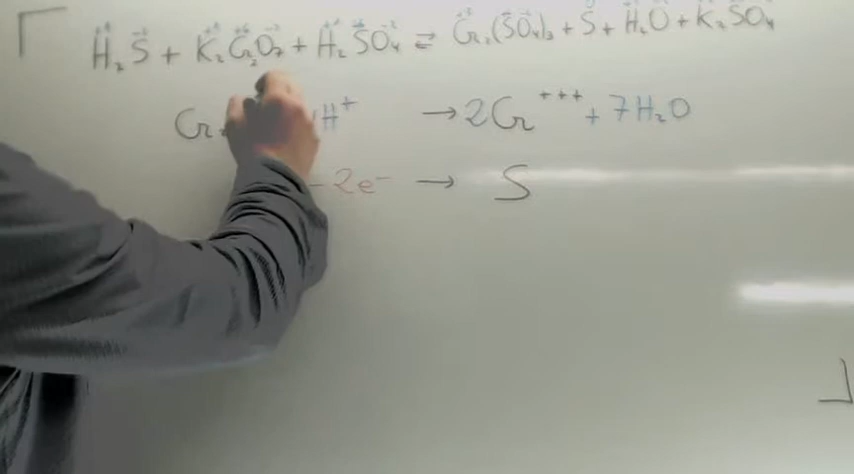 H₂S + K₂Cr₂O₇ + H₂SO₄ ⇄ Cr₂(SO₄)₃ + S + H₂O + K₂SO₄
Cr H⁺ → 2Cr⁺⁺⁺ + 7H₂O
-2e⁻ → S